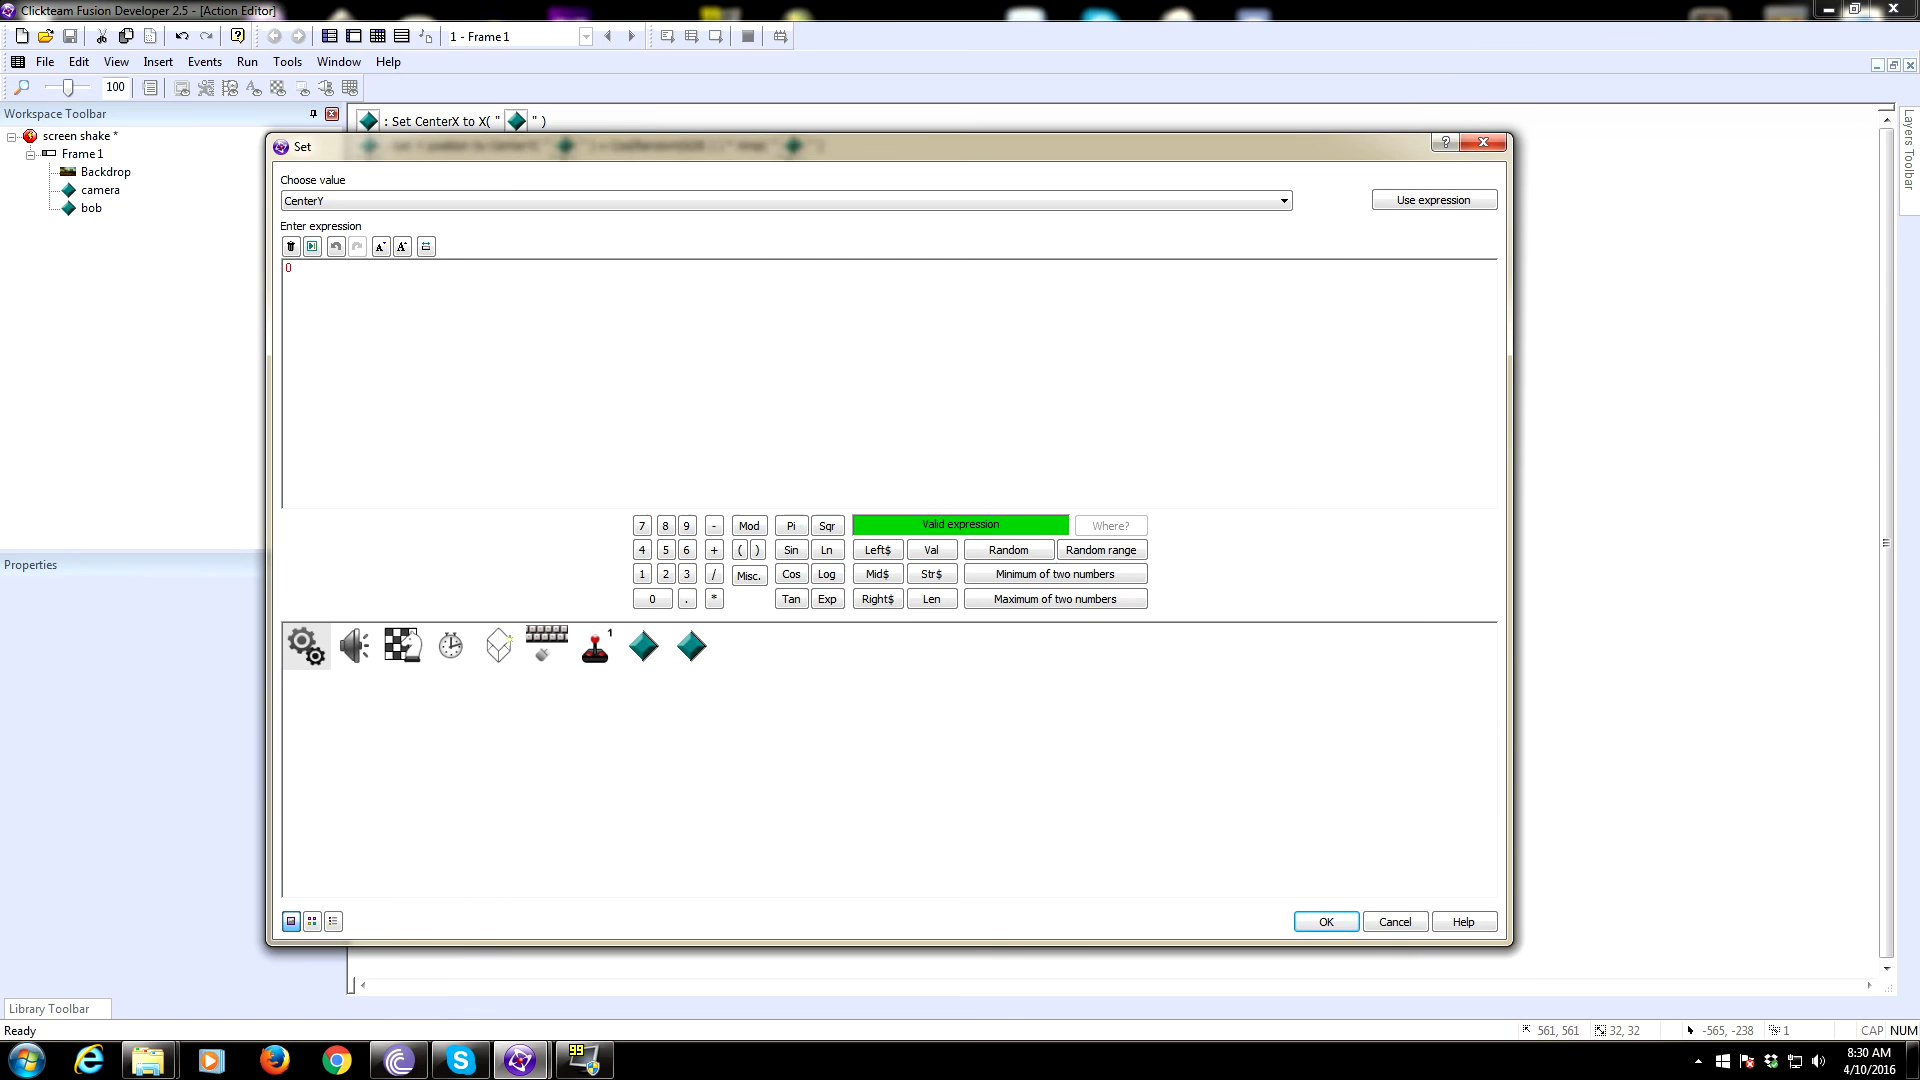 Clickteam Fusion Developer 2.5 - [Action Editor]
1 - Frame 1
File Edit View Insert Events Run Tools Window Help
100
Workspace Toolbar
screen shake *
Frame 1
Backdrop
camera
bob
: Set CenterX to X( " " )
Layers Toolbar
Set
Choose value
CenterY
Use expression
Enter expression
0
7 8 9 - Mod Pi Sqr Valid expression Where?
4 5 6 + ( ) Sin Ln Left$ Val Random Random range
1 2 3 / Misc. Cos Log Mid$ Str$ Minimum of two numbers
0 . * Tan Exp Right$ Len Maximum of two numbers
1
Properties
OK Cancel Help
Library Toolbar
Ready
561, 561 32, 32 -565, -238 1 CAP NUM
99
8:30 AM
4/10/2016